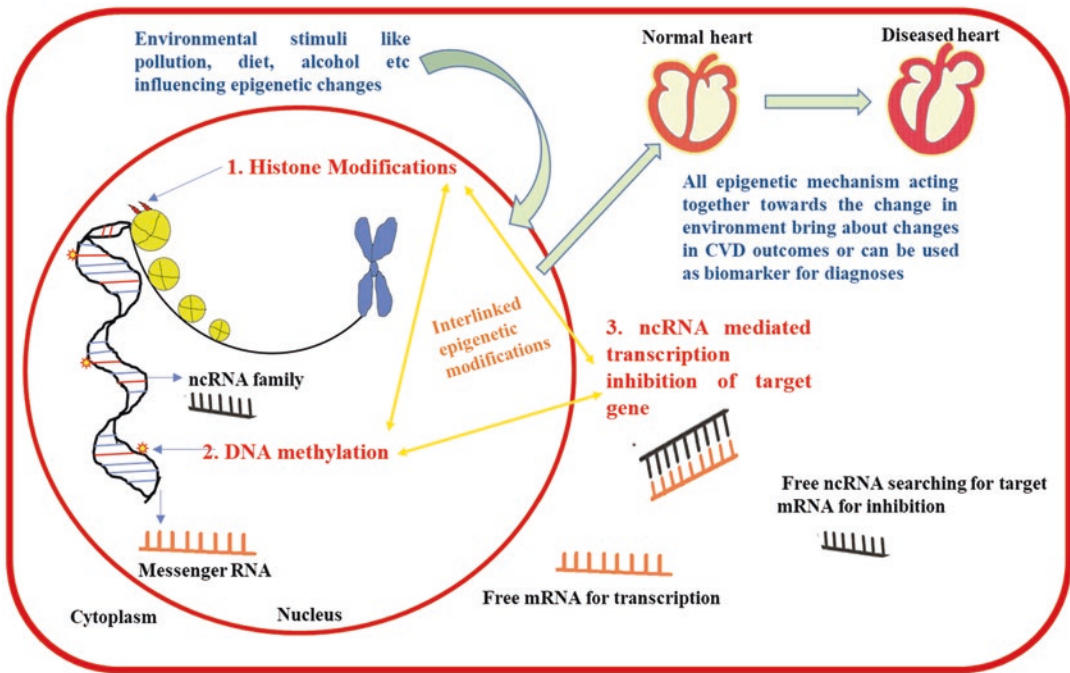 Environmental stimuli like
pollution, diet, alcohol etc
influencing epigenetic changes
Normal heart
Diseased heart
1. Histone Modifications
All epigenetic mechanism acting
together towards the change in
environment bring about changes
in CVD outcomes or can be used
as biomarker for diagnoses
Interlinked
epigenetic
modifications
3. ncRNA mediated
transcription
inhibition of target
gene
ncRNA family
2. DNA methylation
Free ncRNA searching for target
mRNA for inhibition
Messenger RNA
Free mRNA for transcription
Cytoplasm
Nucleus